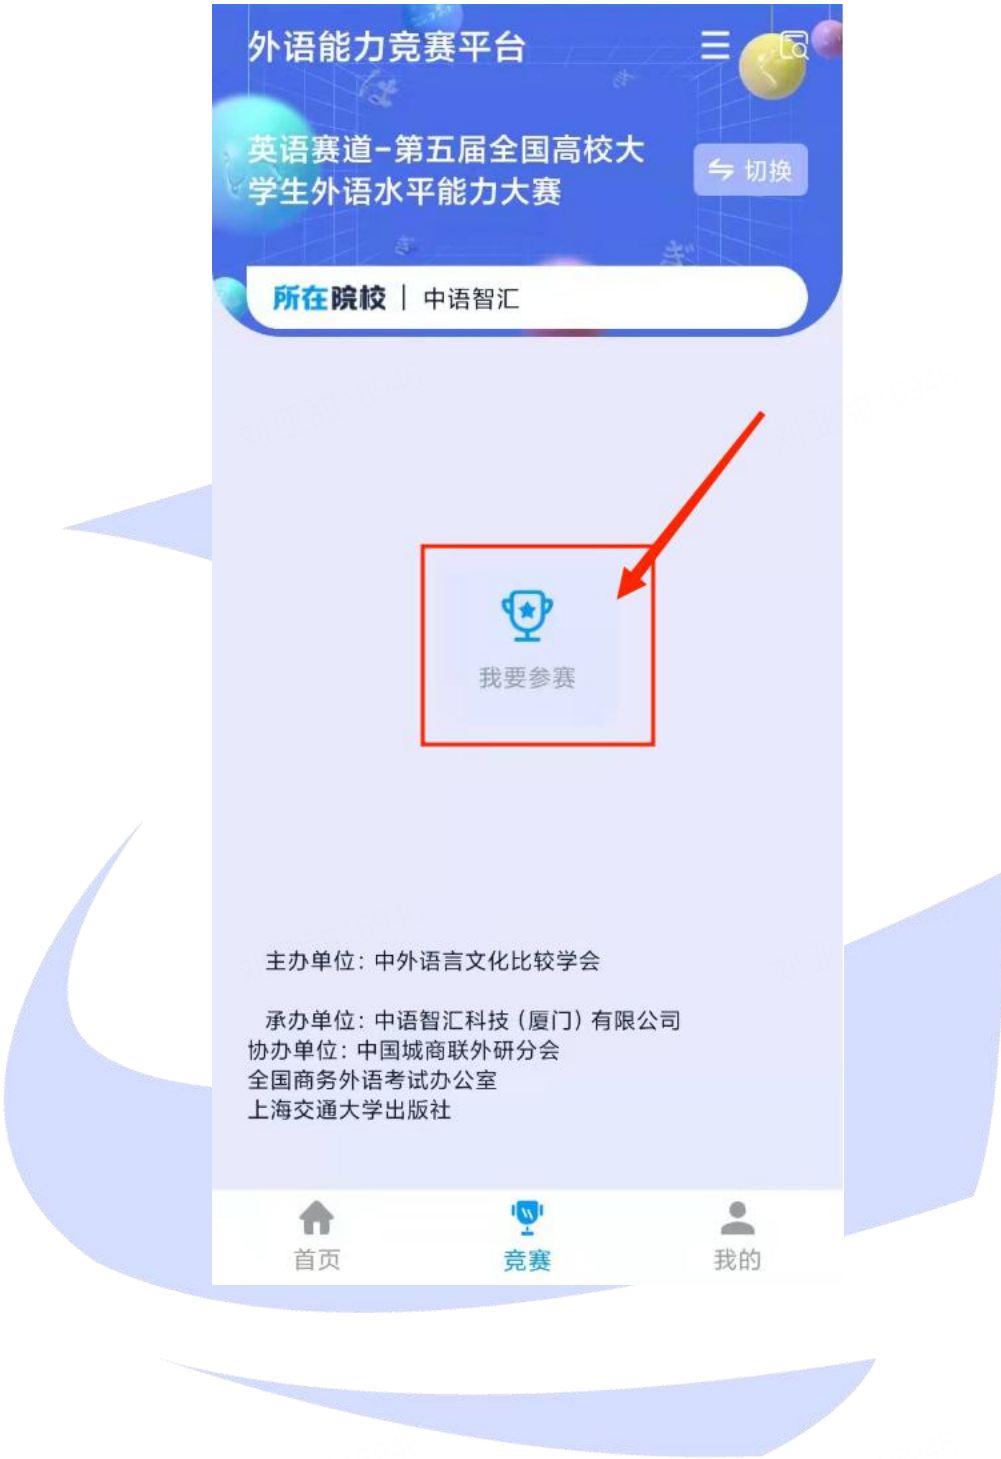 外语能力竞赛平台
英语赛道-第五届全国高校大
学生外语水平能力大赛
切换
所在院校 | 中语智汇
我要参赛
主办单位：中外语言文化比较学会
承办单位：中语智汇科技（厦门）有限公司
协办单位：中国城商联外研分会
全国商务外语考试办公室
上海交通大学出版社
首页
竞赛
我的